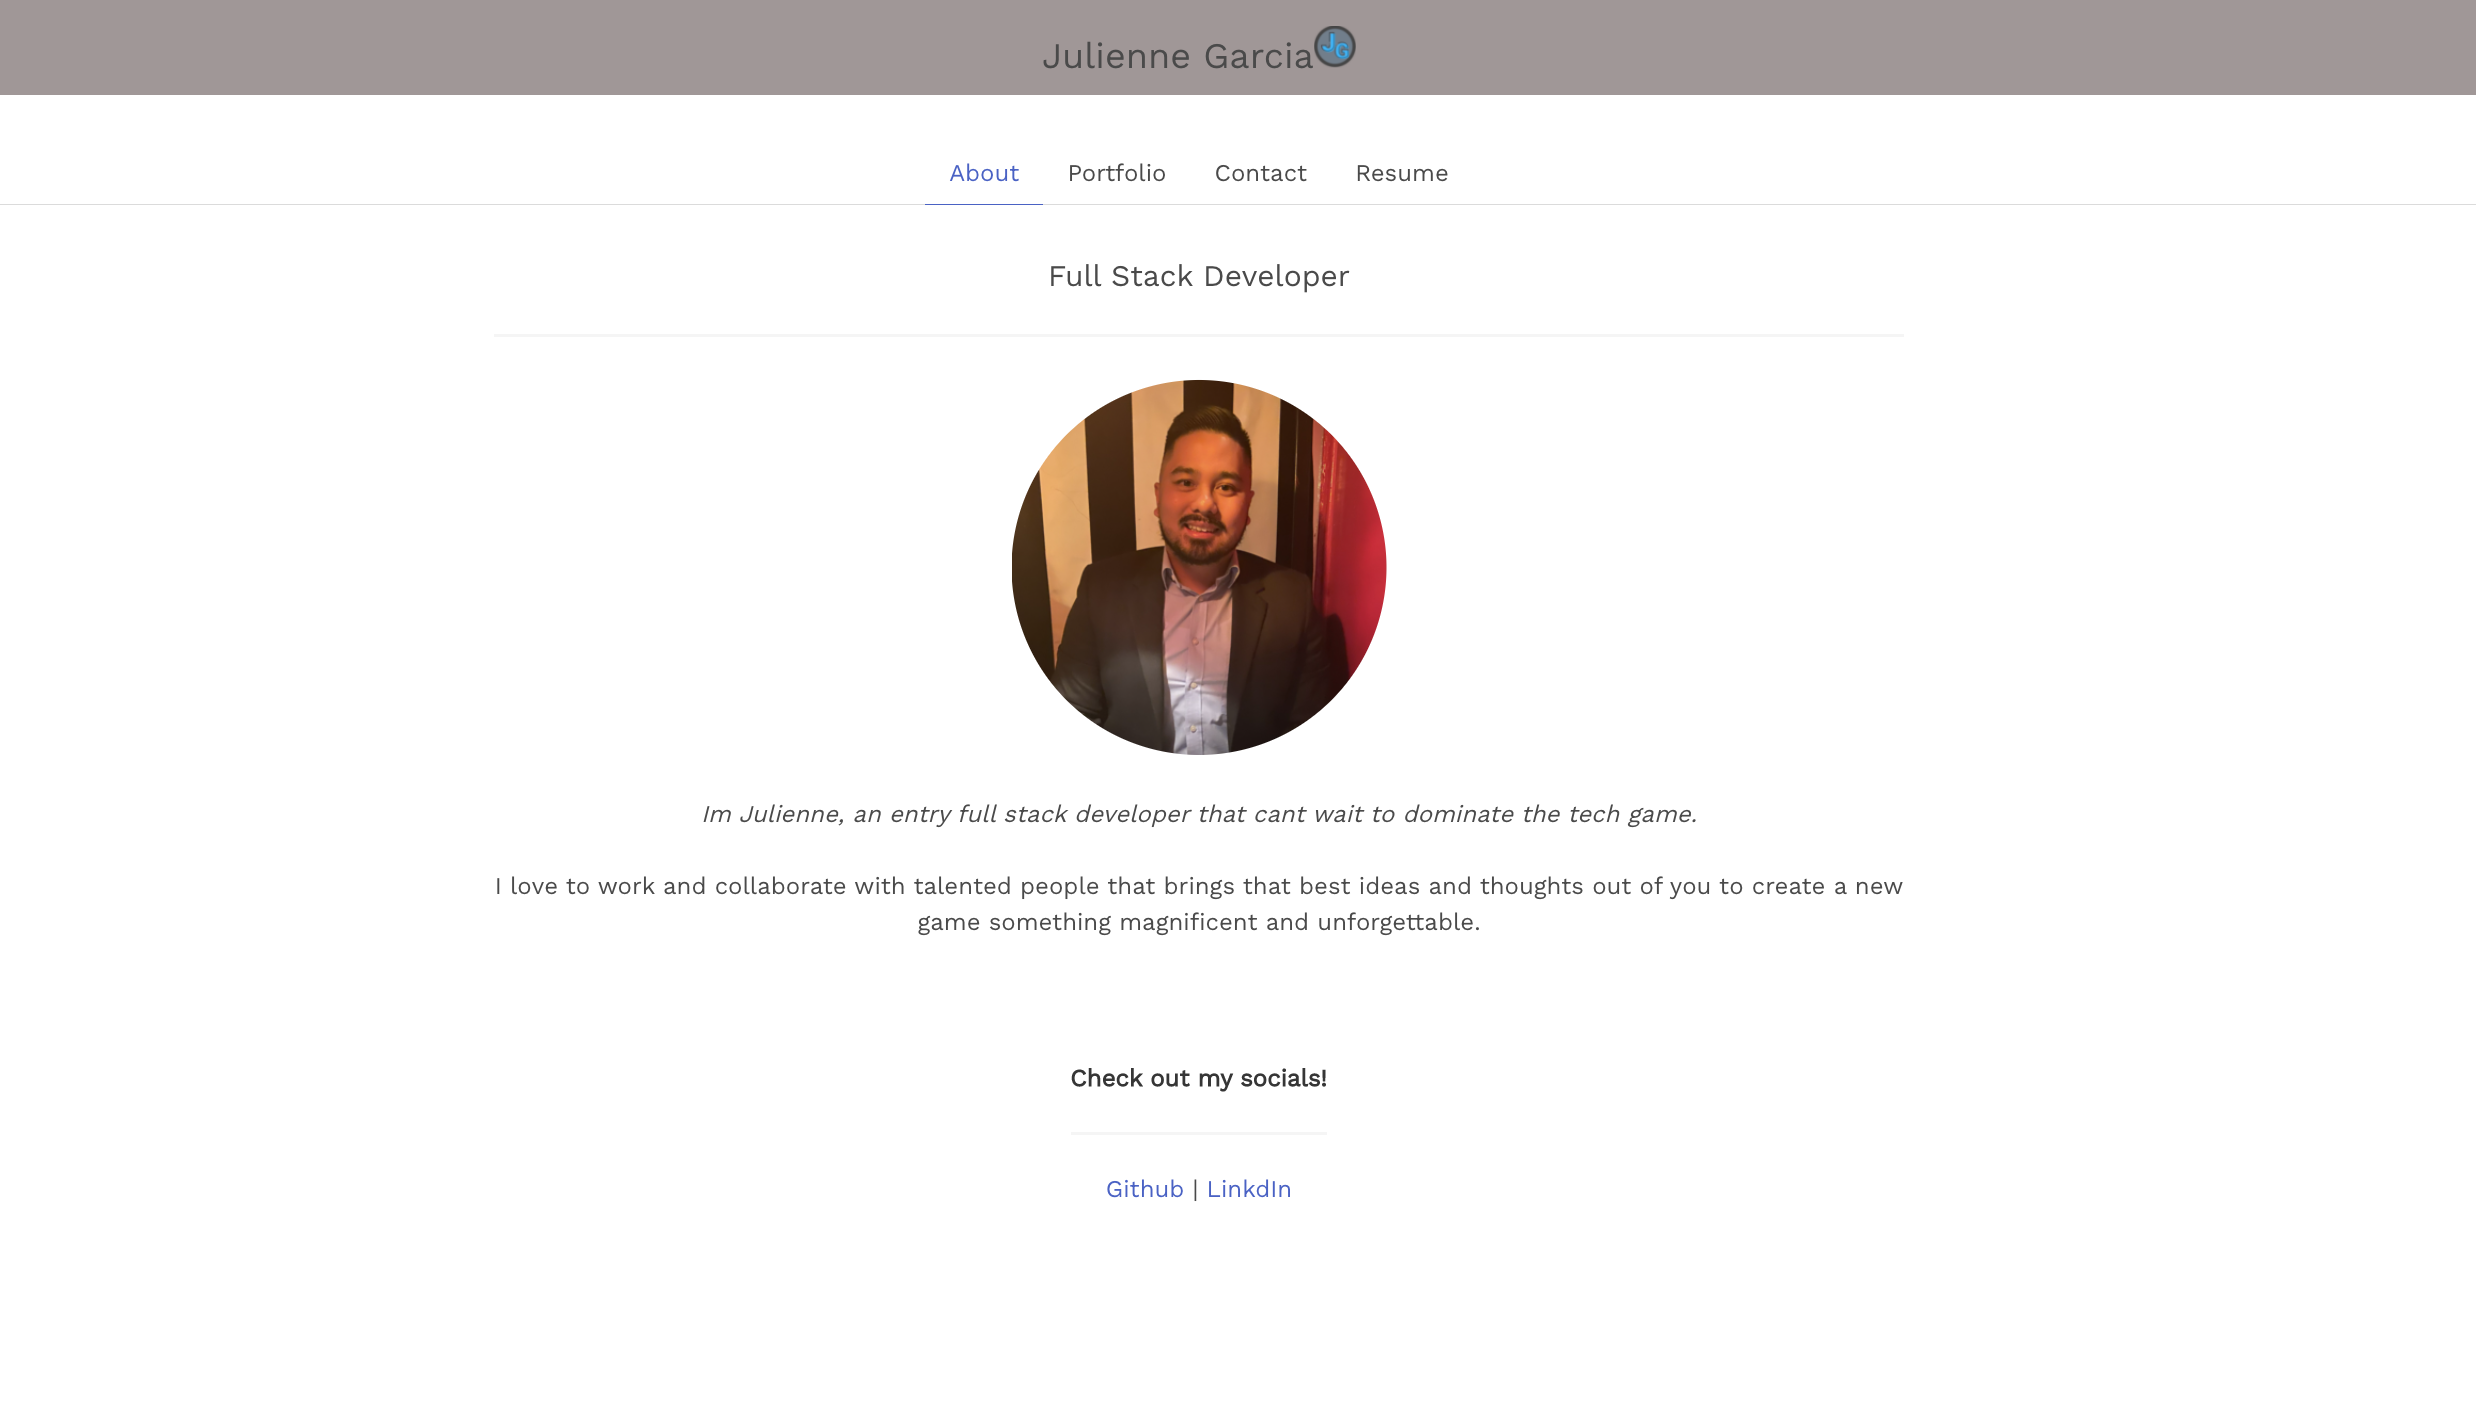 Julienne Garcia JG
About Portfolio Contact Resume
Full Stack Developer
Im Julienne, an entry full stack developer that cant wait to dominate the tech game.
I love to work and collaborate with talented people that brings that best ideas and thoughts out of you to create a new
game something magnificent and unforgettable.
Check out my socials!
Github | LinkdIn